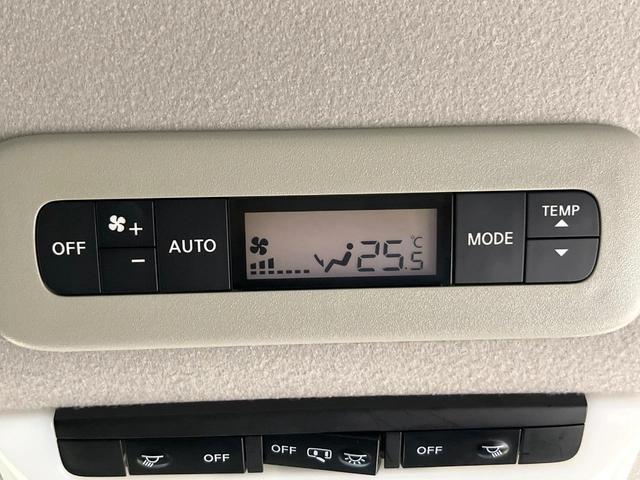 OFF + - AUTO 25.5 °C MODE TEMP
OFF OFF OFF